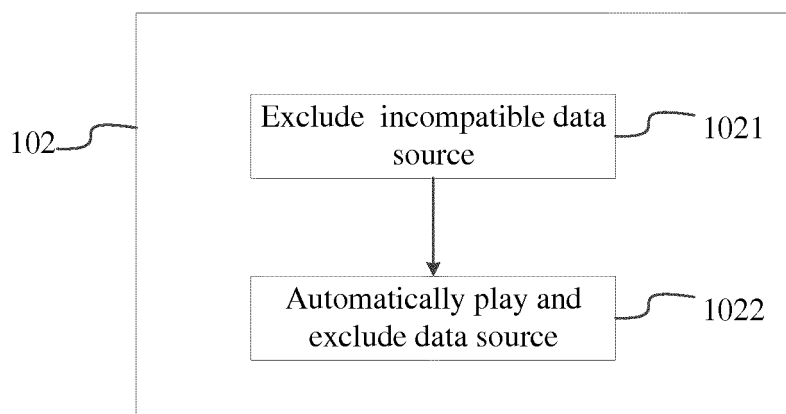 Exclude incompatible data
source
1021
102
Automatically play and
exclude data source
1022